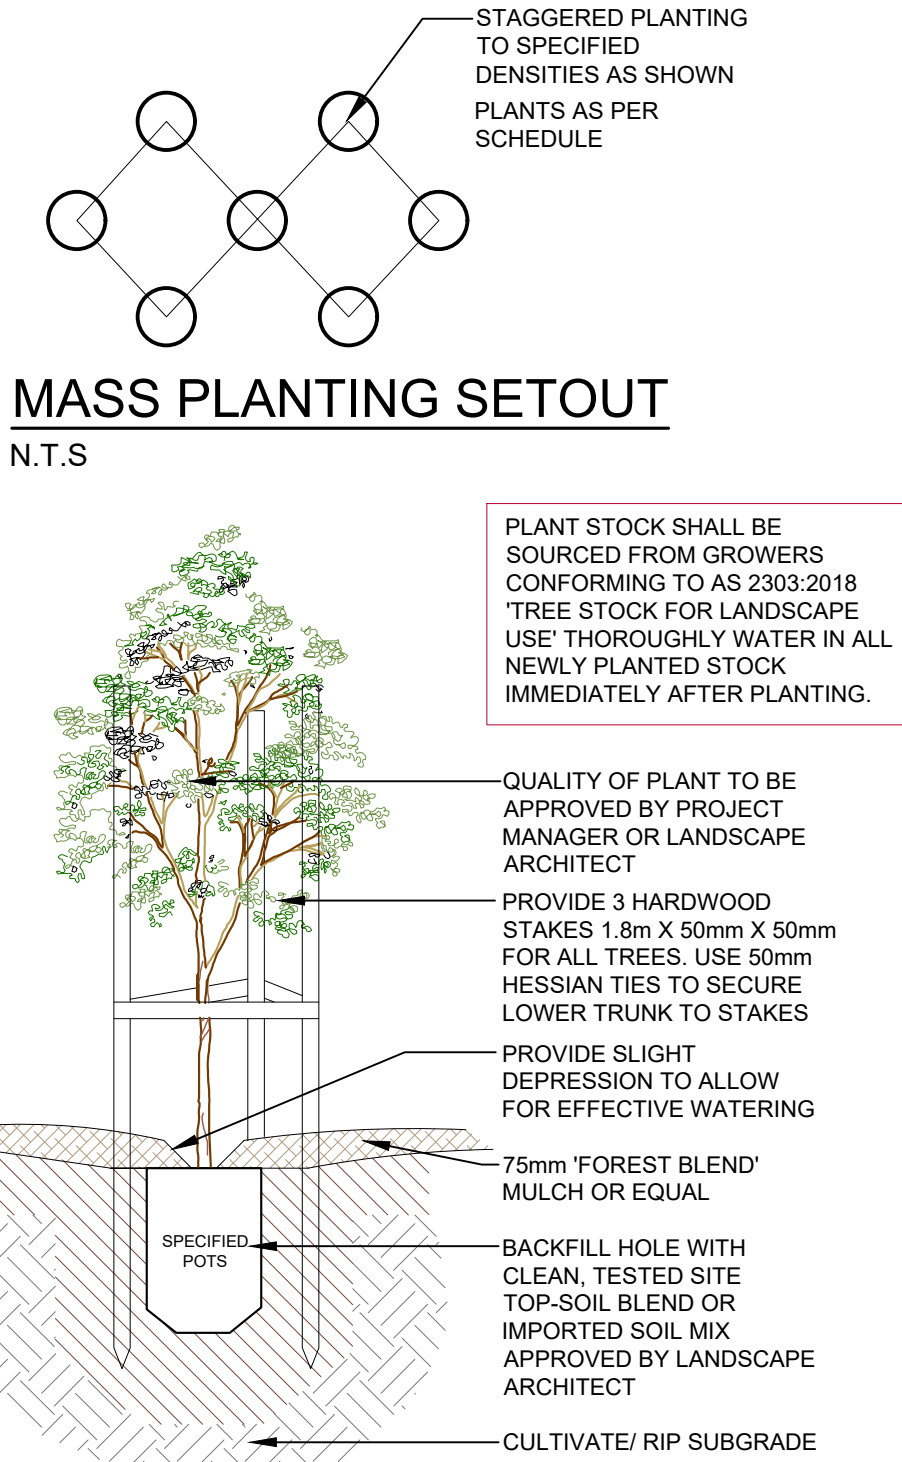 STAGGERED PLANTING
TO SPECIFIED
DENSITIES AS SHOWN
PLANTS AS PER
SCHEDULE
MASS PLANTING SETOUT
N.T.S
PLANT STOCK SHALL BE
SOURCED FROM GROWERS
CONFORMING TO AS 2303:2018
'TREE STOCK FOR LANDSCAPE
USE' THOROUGHLY WATER IN ALL
NEWLY PLANTED STOCK
IMMEDIATELY AFTER PLANTING.
QUALITY OF PLANT TO BE
APPROVED BY PROJECT
MANAGER OR LANDSCAPE
ARCHITECT
PROVIDE 3 HARDWOOD
STAKES 1.8m X 50mm X 50mm
FOR ALL TREES. USE 50mm
HESSIAN TIES TO SECURE
LOWER TRUNK TO STAKES
PROVIDE SLIGHT
DEPRESSION TO ALLOW
FOR EFFECTIVE WATERING
75mm 'FOREST BLEND'
MULCH OR EQUAL
SPECIFIED
POTS
BACKFILL HOLE WITH
CLEAN, TESTED SITE
TOP-SOIL BLEND OR
IMPORTED SOIL MIX
APPROVED BY LANDSCAPE
ARCHITECT
CULTIVATE/ RIP SUBGRADE